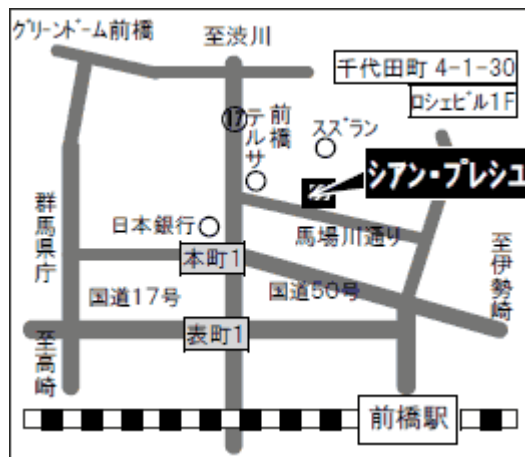 グリーンドーム前橋
至渋川
千代田町 4-1-30
ロシェビル1F
17
前橋
テルサ
スズラン
シアン・プレシュ
群馬県庁
日本銀行
馬場川通り
本町1
至伊勢崎
国道17号
国道50号
表町1
至高崎
前橋駅